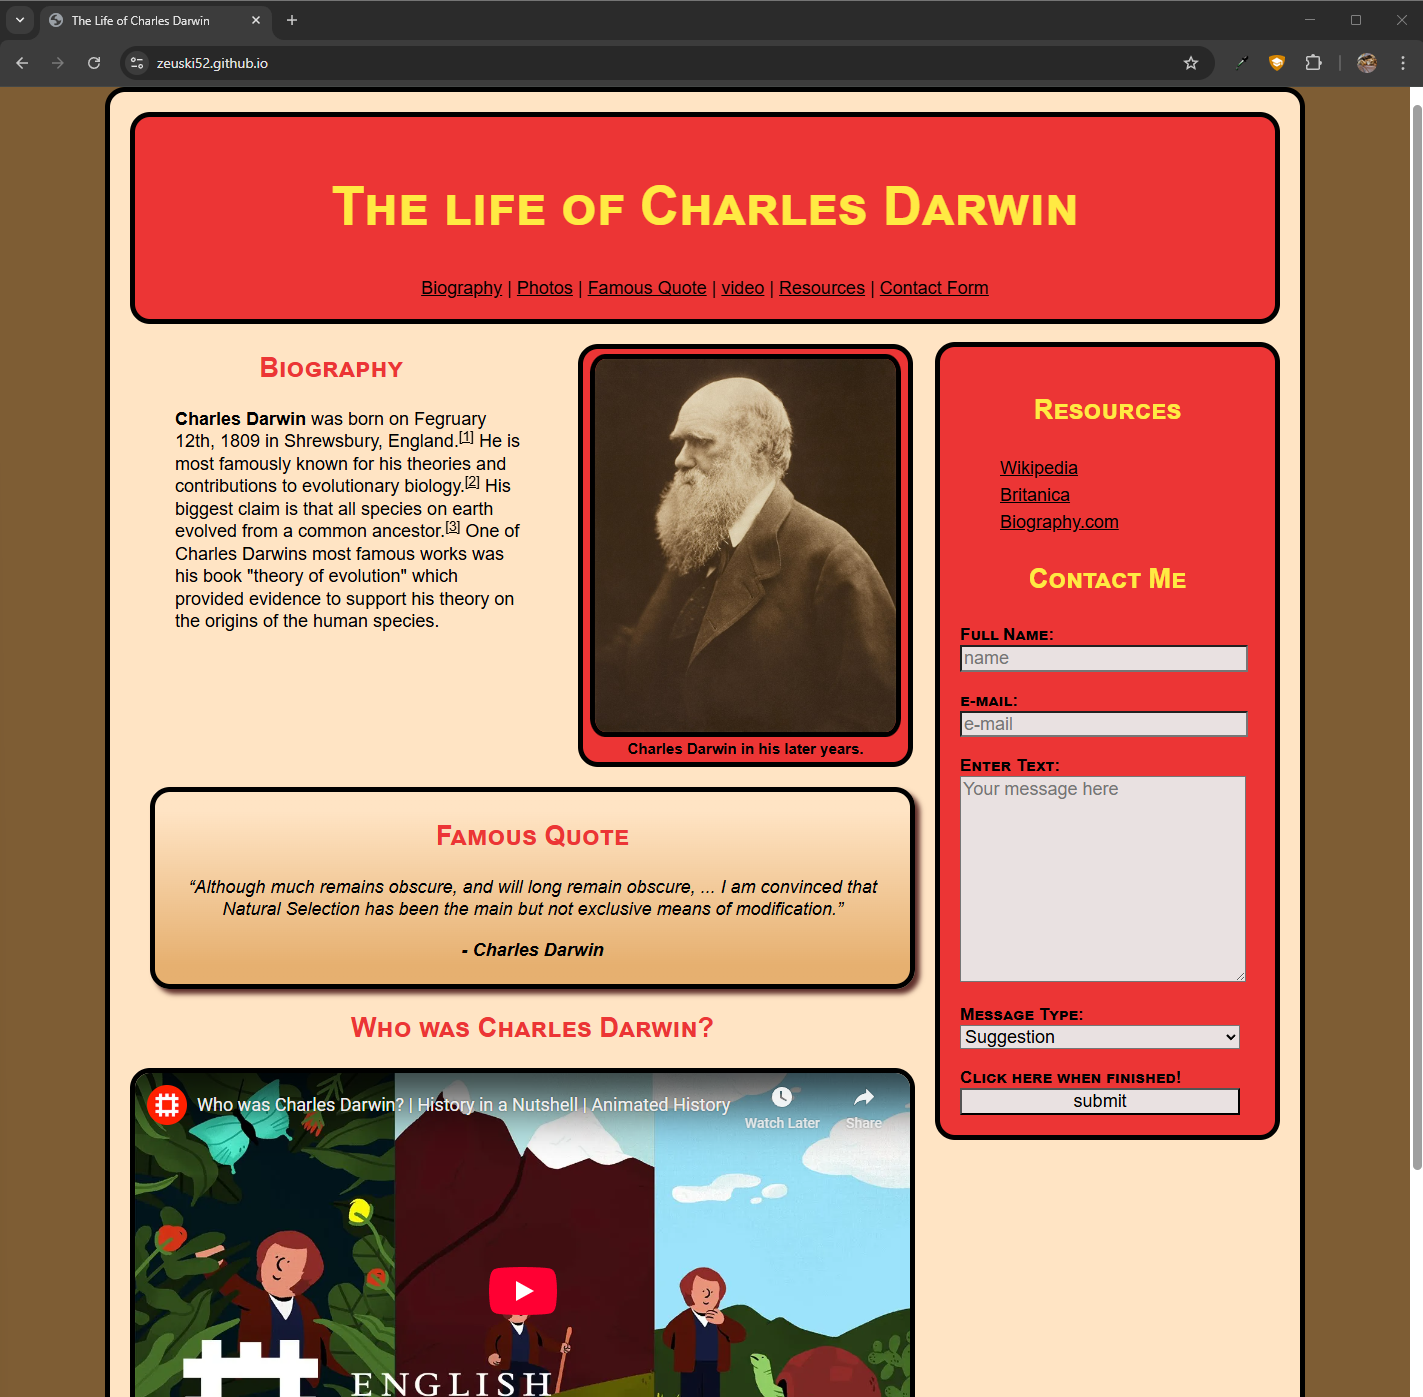 The Life of Charles Darwin
zeuski52.github.io
The life of Charles Darwin
Biography | Photos | Famous Quote | video | Resources | Contact Form
Biography
Charles Darwin was born on Fegruary
12th, 1809 in Shrewsbury, England.[1] He is
most famously known for his theories and
contributions to evolutionary biology.[2] His
biggest claim is that all species on earth
evolved from a common ancestor.[3] One of
Charles Darwins most famous works was
his book "theory of evolution" which
provided evidence to support his theory on
the origins of the human species.
Charles Darwin in his later years.
Famous Quote
“Although much remains obscure, and will long remain obscure, ... I am convinced that
Natural Selection has been the main but not exclusive means of modification.”
- Charles Darwin
Who was Charles Darwin?
Who was Charles Darwin? | History in a Nutshell | Animated History
Watch Later
Share
ENGLISH
Resources
Wikipedia
Britanica
Biography.com
Contact Me
Full Name:
name
e-mail:
e-mail
Enter Text:
Your message here
Message Type:
Suggestion
Click here when finished!
submit